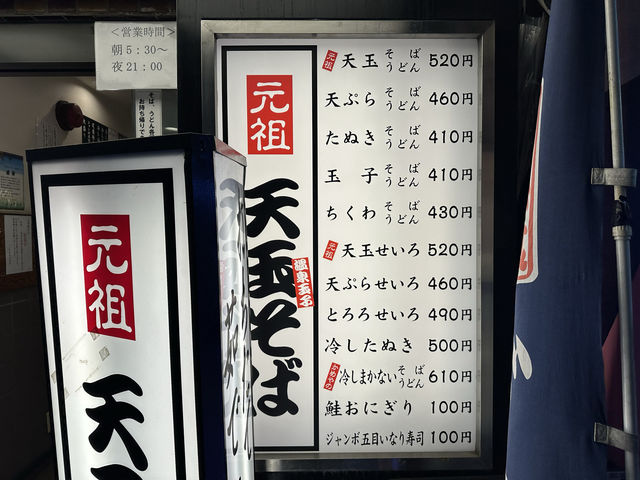 <営業時間>
朝5:30～
夜21:00
元祖
天玉そば
温泉玉子
元祖 天玉そばうどん 520円
天ぷらそばうどん 460円
たぬきそばうどん 410円
玉子そばうどん 410円
ちくわそばうどん 430円
元祖 天玉せいろ 520円
天ぷらせいろ 460円
とろろせいろ 490円
冷したぬき 500円
冷しまかないそばうどん 610円
鮭おにぎり 100円
ジャンボ五目いなり寿司 100円
元祖
天